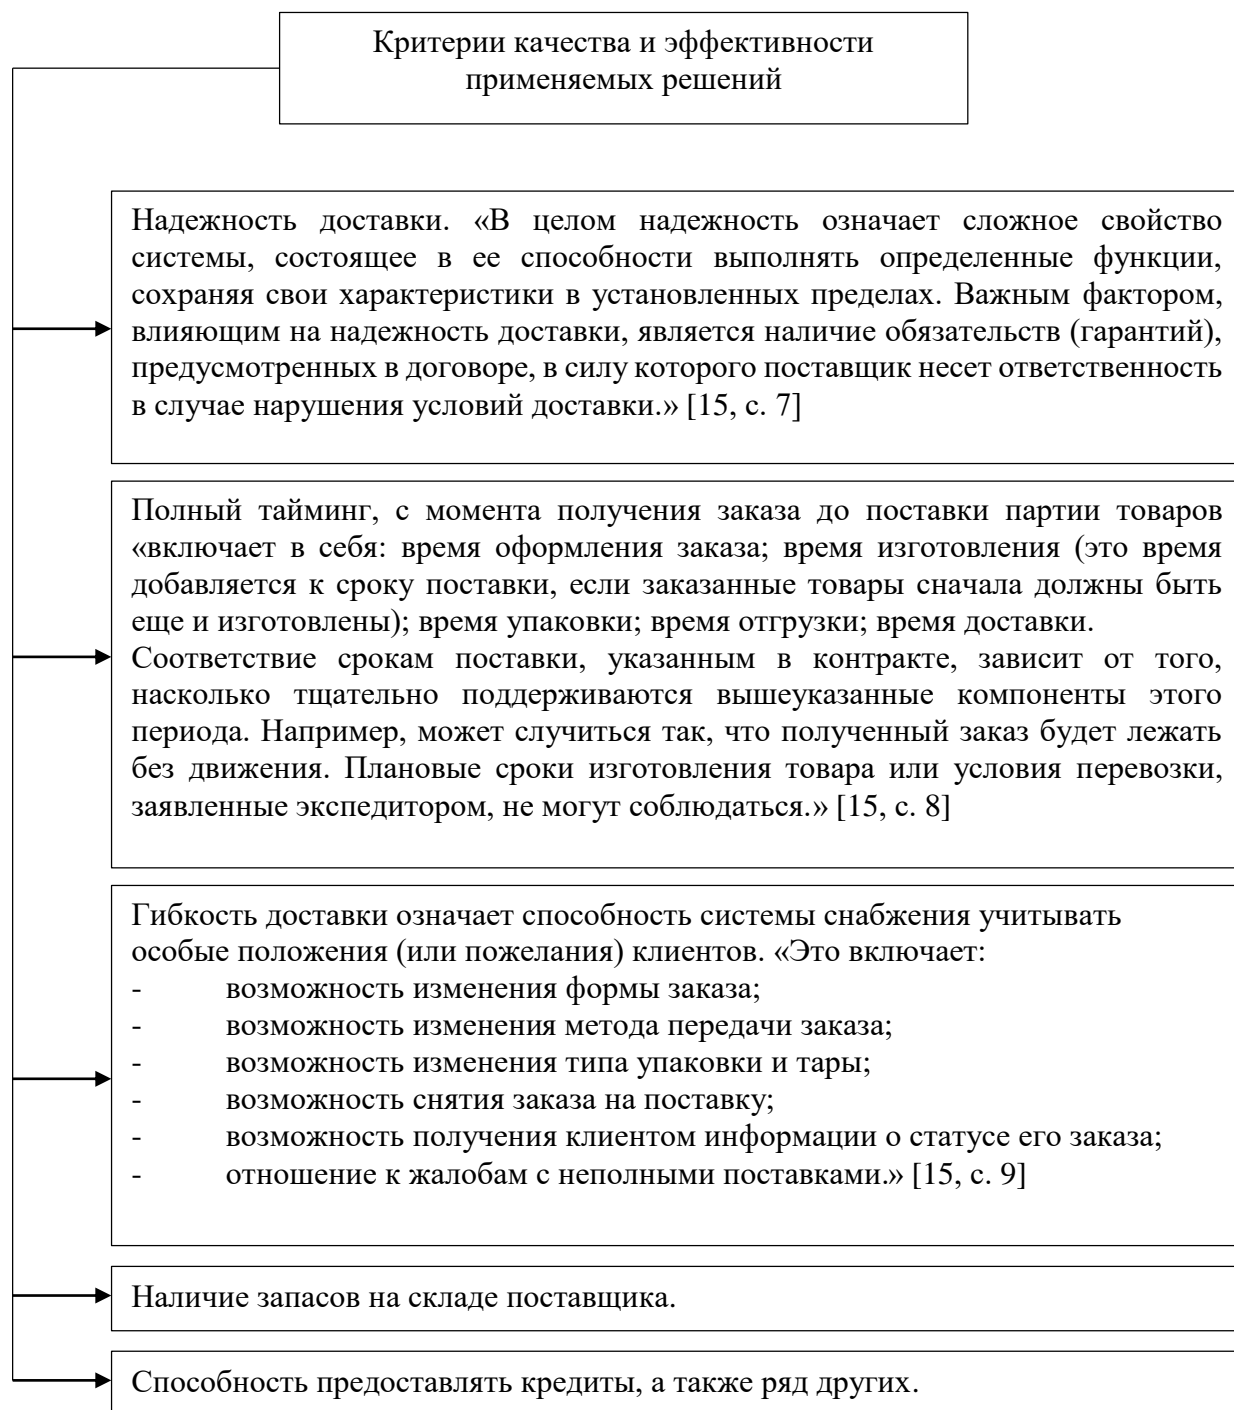 Критерии качества и эффективности
применяемых решений
Надежность доставки. «В целом надежность означает сложное свойство
системы, состоящее в ее способности выполнять определенные функции,
сохраняя свои характеристики в установленных пределах. Важным фактором,
влияющим на надежность доставки, является наличие обязательств (гарантий),
предусмотренных в договоре, в силу которого поставщик несет ответственность
в случае нарушения условий доставки.» [15, с. 7]
Полный тайминг, с момента получения заказа до поставки партии товаров
«включает в себя: время оформления заказа; время изготовления (это время
добавляется к сроку поставки, если заказанные товары сначала должны быть
еще и изготовлены); время упаковки; время отгрузки; время доставки.
Соответствие срокам поставки, указанным в контракте, зависит от того,
насколько тщательно поддерживаются вышеуказанные компоненты этого
периода. Например, может случиться так, что полученный заказ будет лежать
без движения. Плановые сроки изготовления товара или условия перевозки,
заявленные экспедитором, не могут соблюдаться.» [15, с. 8]
Гибкость доставки означает способность системы снабжения учитывать
особые положения (или пожелания) клиентов. «Это включает:
- возможность изменения формы заказа;
- возможность изменения метода передачи заказа;
- возможность изменения типа упаковки и тары;
- возможность снятия заказа на поставку;
- возможность получения клиентом информации о статусе его заказа;
- отношение к жалобам с неполными поставками.» [15, с. 9]
Наличие запасов на складе поставщика.
Способность предоставлять кредиты, а также ряд других.